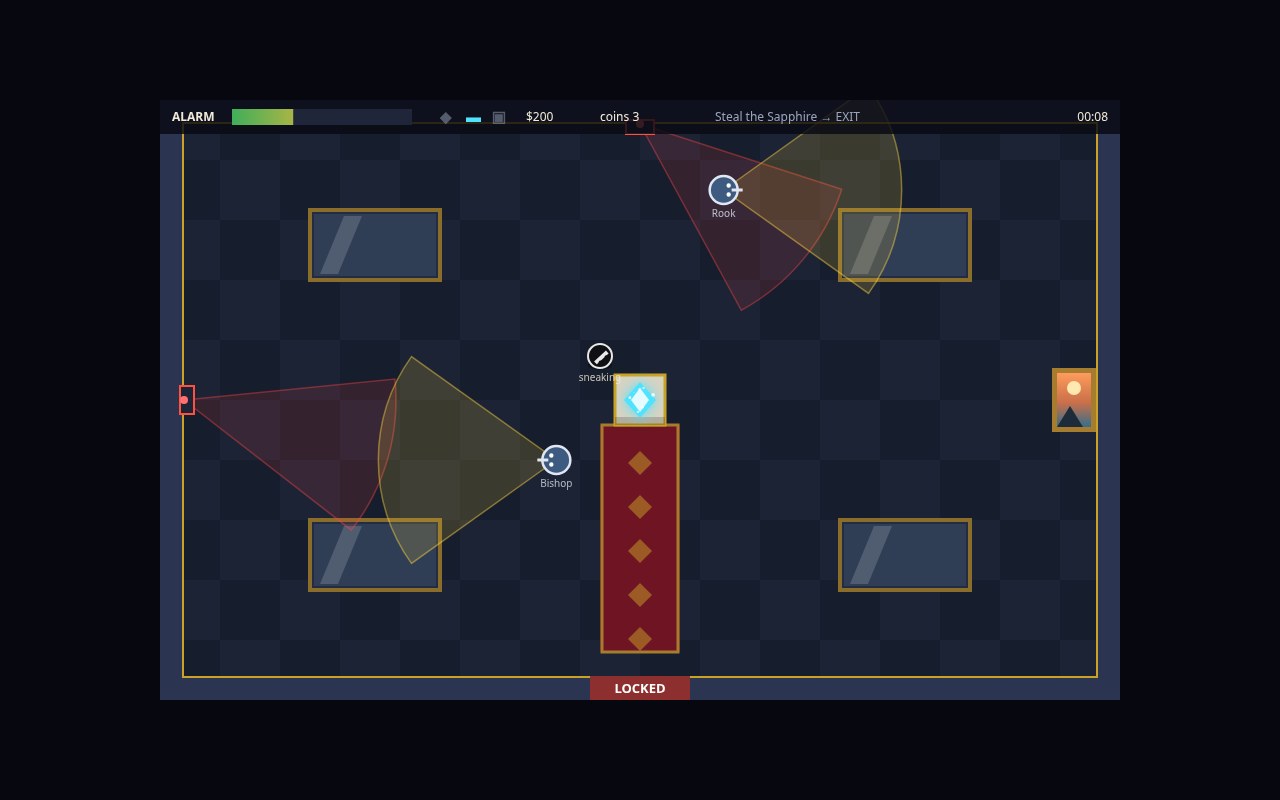 ALARM $200 coins 3 Steal the Sapphire → EXIT 00:08
Rook
sneaking
Bishop
LOCKED